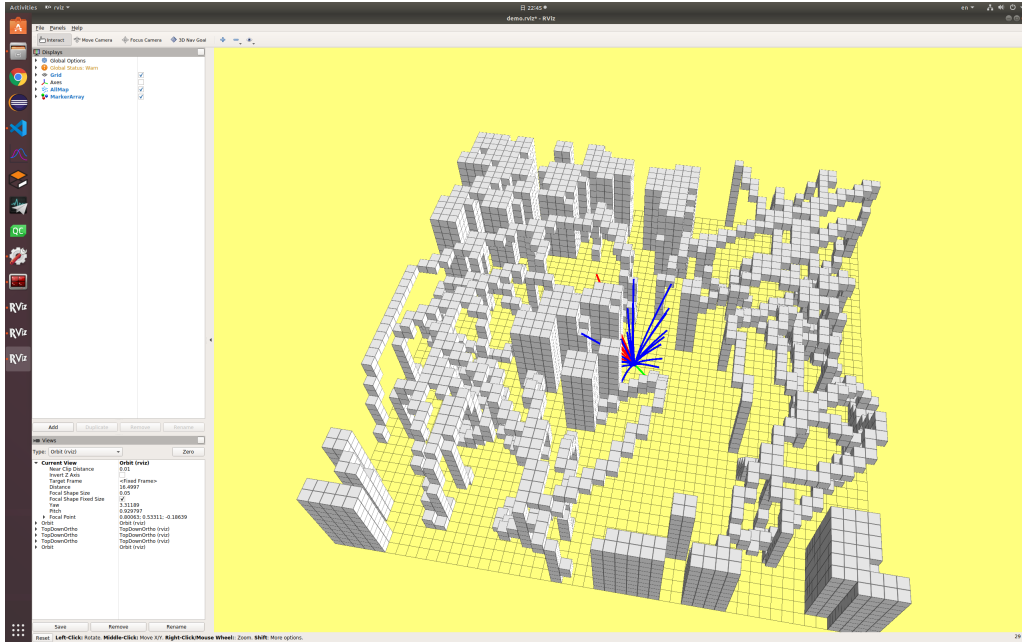 Activities
rviz
日 22:45
en
demo.rviz* - RViz
File Panels Help
Interact Move Camera Focus Camera 3D Nav Goal
Displays
Global Options
Global Status: Warn
Grid
Axes
AllMap
MarkerArray
Add Duplicate Remove Rename
Views
Type: Orbit (rviz) Zero
Current View Orbit (rviz)
Near Clip Distance 0.01
Invert Z Axis
Target Frame <Fixed Frame>
Distance 16.4997
Focal Shape Size 0.05
Focal Shape Fixed Size
Yaw 3.31189
Pitch 0.929797
Focal Point 0.80063; 0.53311; -0.18639
Orbit Orbit (rviz)
TopDownOrtho TopDownOrtho (rviz)
TopDownOrtho TopDownOrtho (rviz)
TopDownOrtho TopDownOrtho (rviz)
Orbit Orbit (rviz)
Save Remove Rename
Reset Left-Click: Rotate. Middle-Click: Move X/Y. Right-Click/Mouse Wheel: Zoom. Shift: More options.
QC
RViz
RViz
RViz